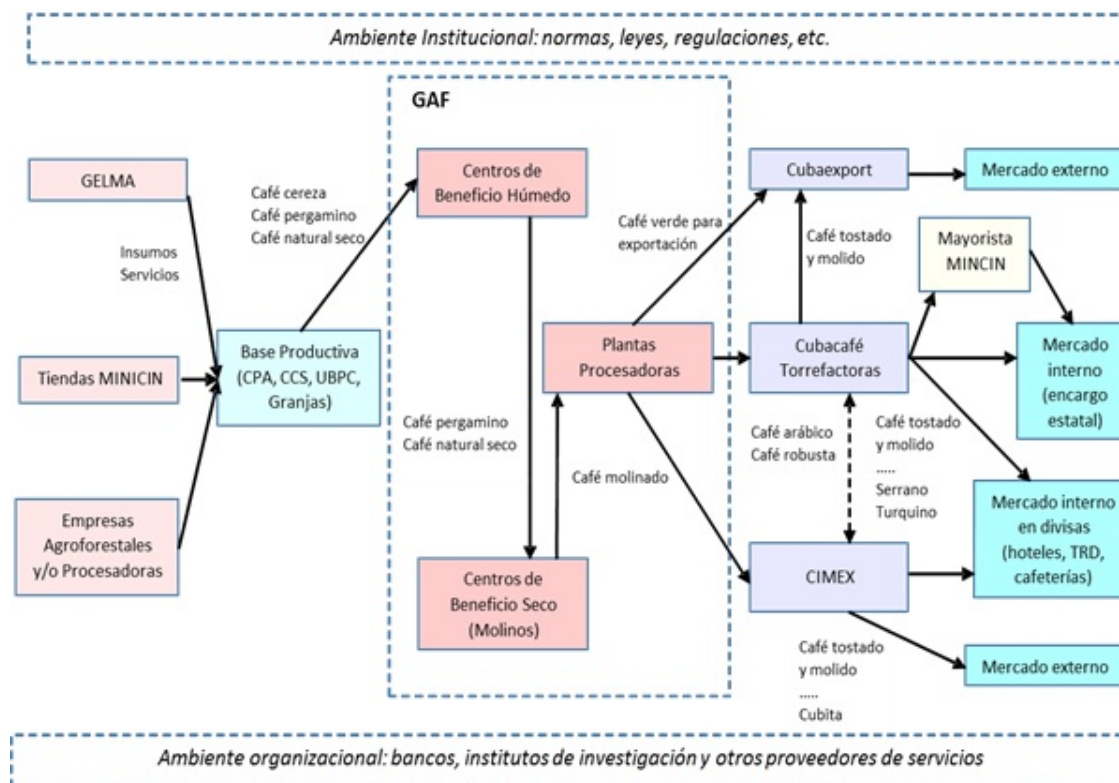 Ambiente Institucional: normas, leyes, regulaciones, etc.
GAF
GELMA
Insumos
Servicios
Tiendas MINICIN
Empresas
Agroforestales
y/o Procesadoras
Base Productiva
(CPA, CCS, UBPC,
Granjas)
Café cereza
Café pergamino
Café natural seco
Centros de
Beneficio Húmedo
Café pergamino
Café natural seco
Centros de
Beneficio Seco
(Molinos)
Café molinado
Plantas
Procesadoras
Café verde para
exportación
Cubaexport
Mercado externo
Café tostado
y molido
Mayorista
MINCIN
Cubacafé
Torrefactoras
Mercado
interno
(encargo
estatal)
Café arábico
Café robusta
Café tostado
y molido
.....
Serrano
Turquino
Mercado interno
en divisas
(hoteles, TRD,
cafeterías)
CIMEX
Café tostado
y molido
.....
Cubita
Mercado externo
Ambiente organizacional: bancos, institutos de investigación y otros proveedores de servicios